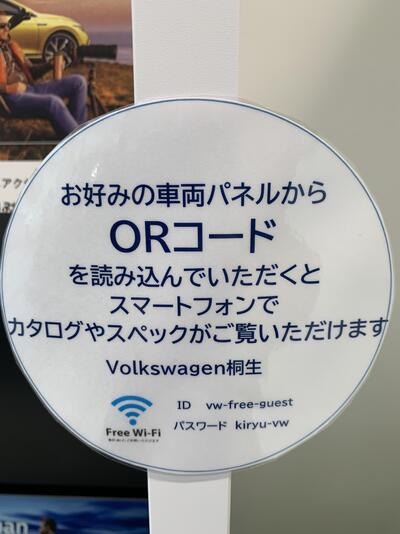 お好みの車両パネルから
ORコード
を読み込んでいただくと
スマートフォンで
カタログやスペックがご覧いただけます
Volkswagen桐生
ID vw-free-guest
パスワード kiryu-vw
Free Wi-Fi